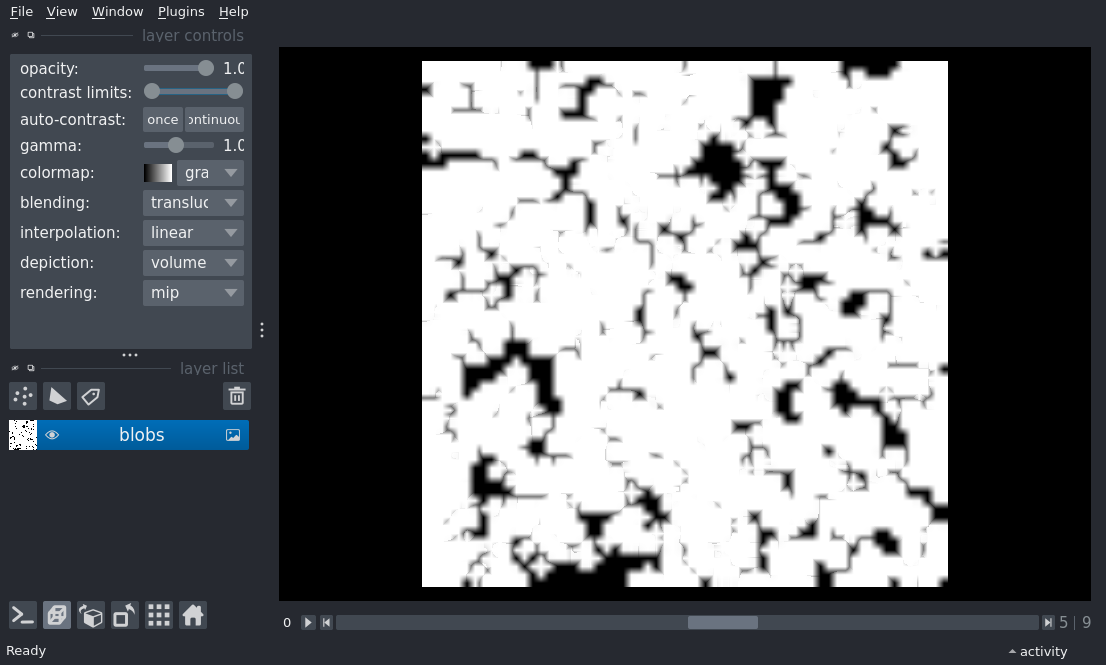 File View Window Plugins Help
layer controls
opacity: 1.0
contrast limits:
auto-contrast: once ontinuou
gamma: 1.0
colormap: gra
blending: transluc
interpolation: linear
depiction: volume
rendering: mip
layer list
blobs
0 5 | 9
Ready activity